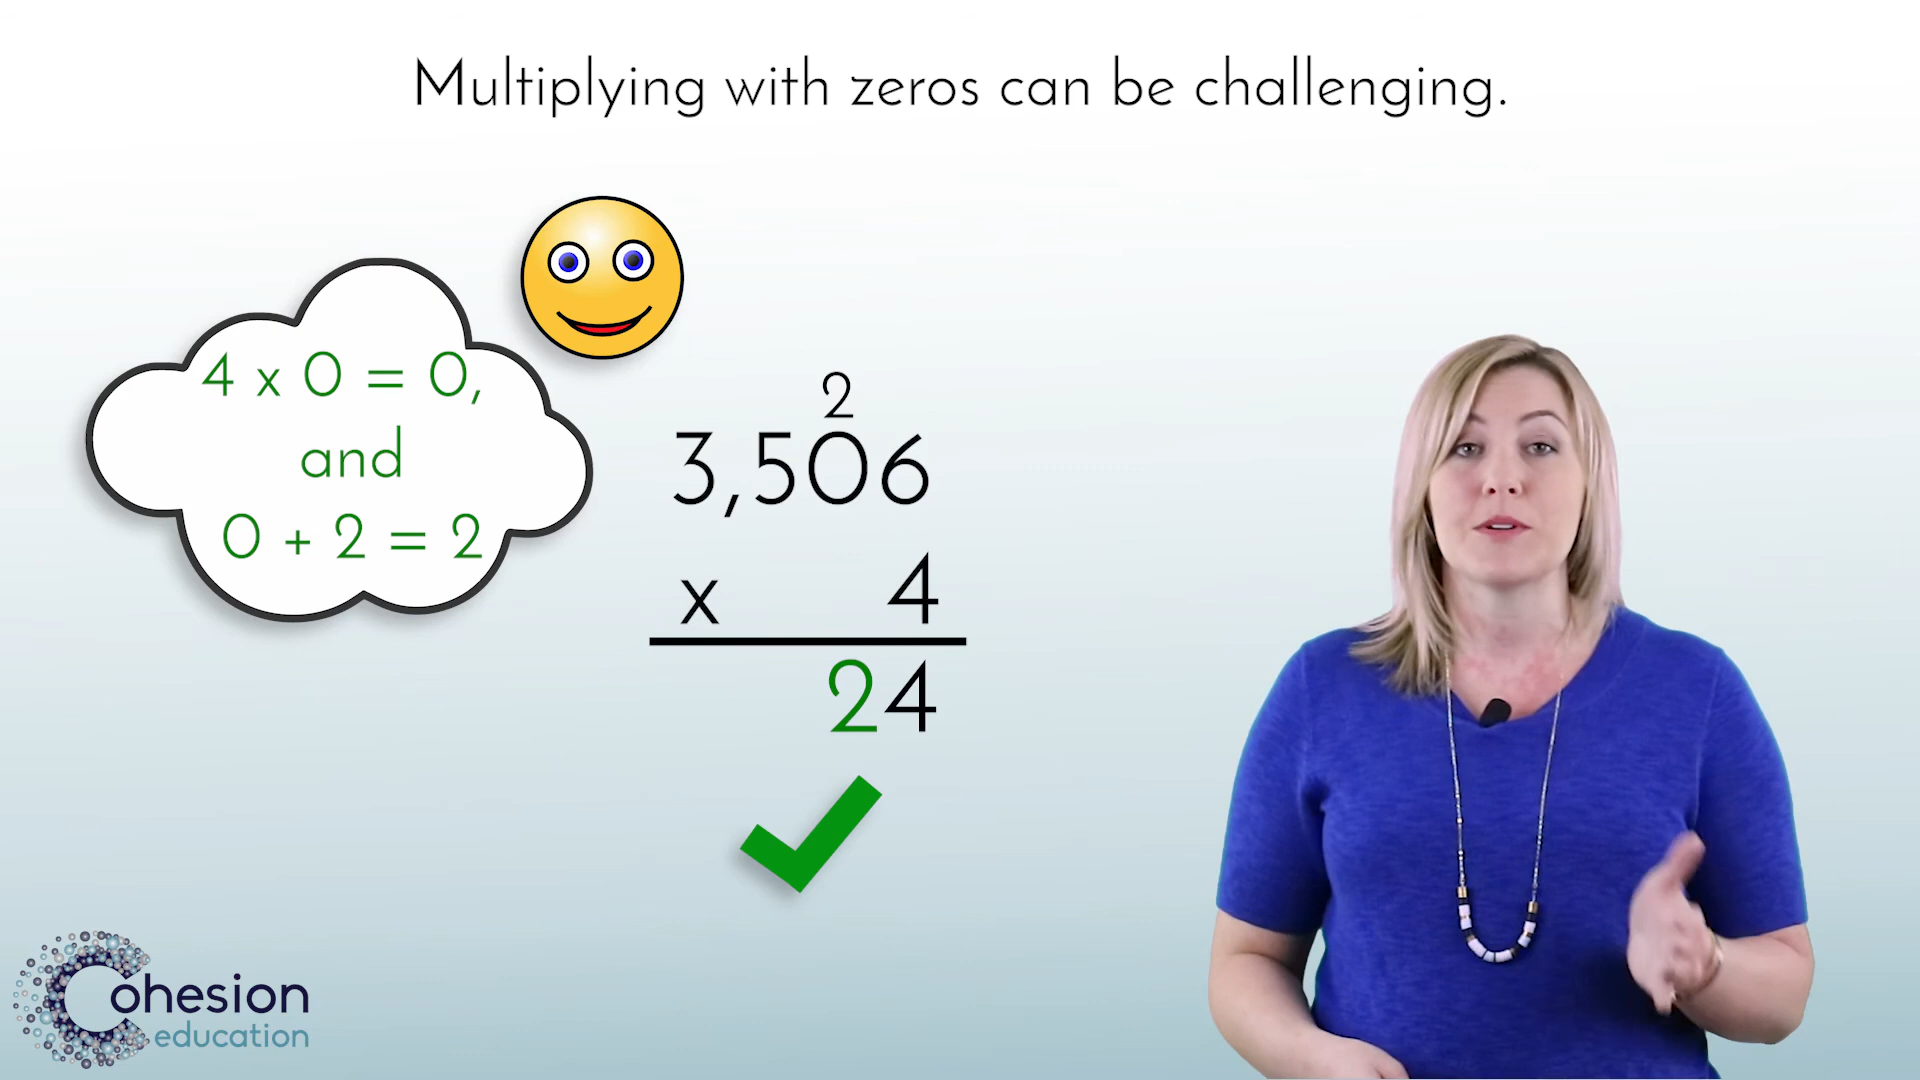 Multiplying with zeros can be challenging.
4 x 0 = 0,
and
0 + 2 = 2
2
3,506
x 4
24
Cohesion
education